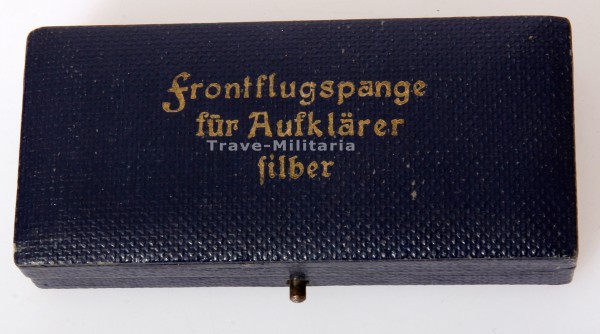 Frontflugspange
für Aufklärer
Trave-Militaria
silber